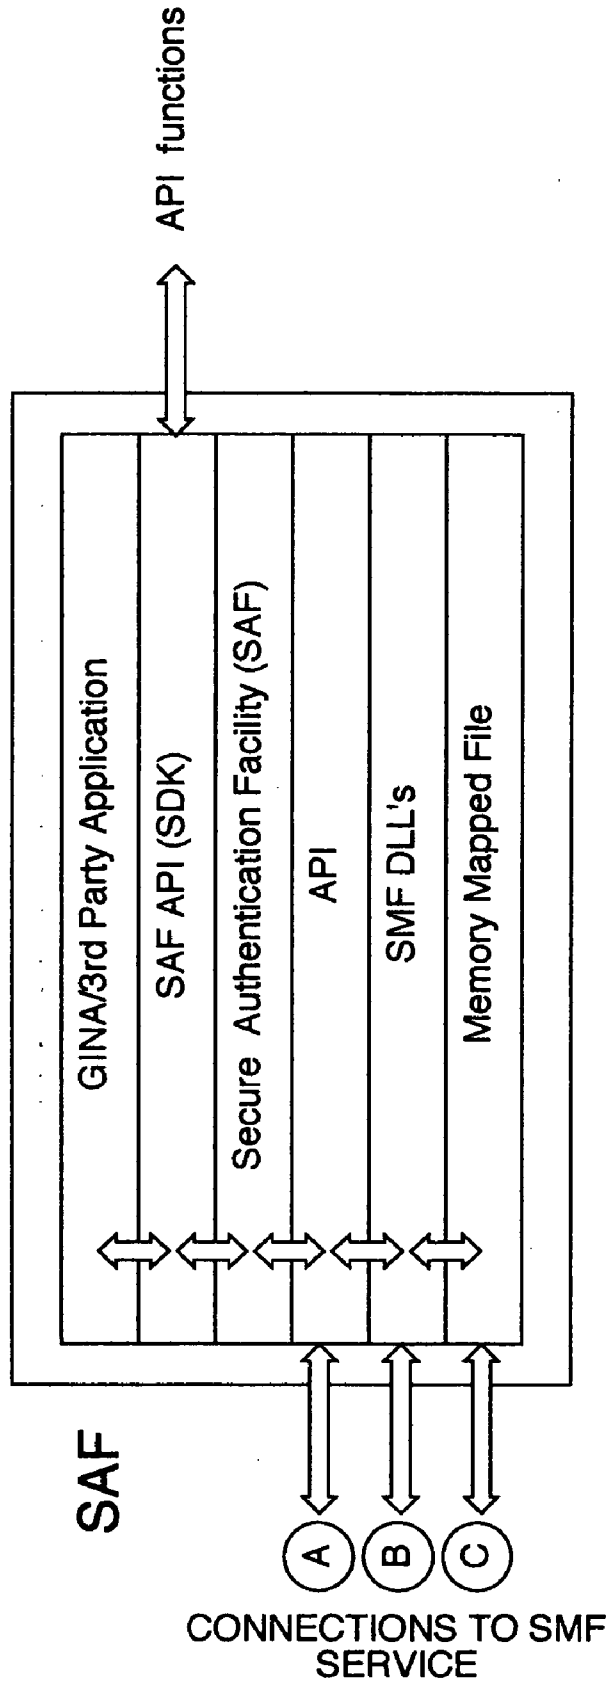 SAF
GINA/3rd Party Application
SAF API (SDK)
Secure Authentication Facility (SAF)
API
SMF DLL's
Memory Mapped File
API functions
A
B
C
CONNECTIONS TO SMF
SERVICE